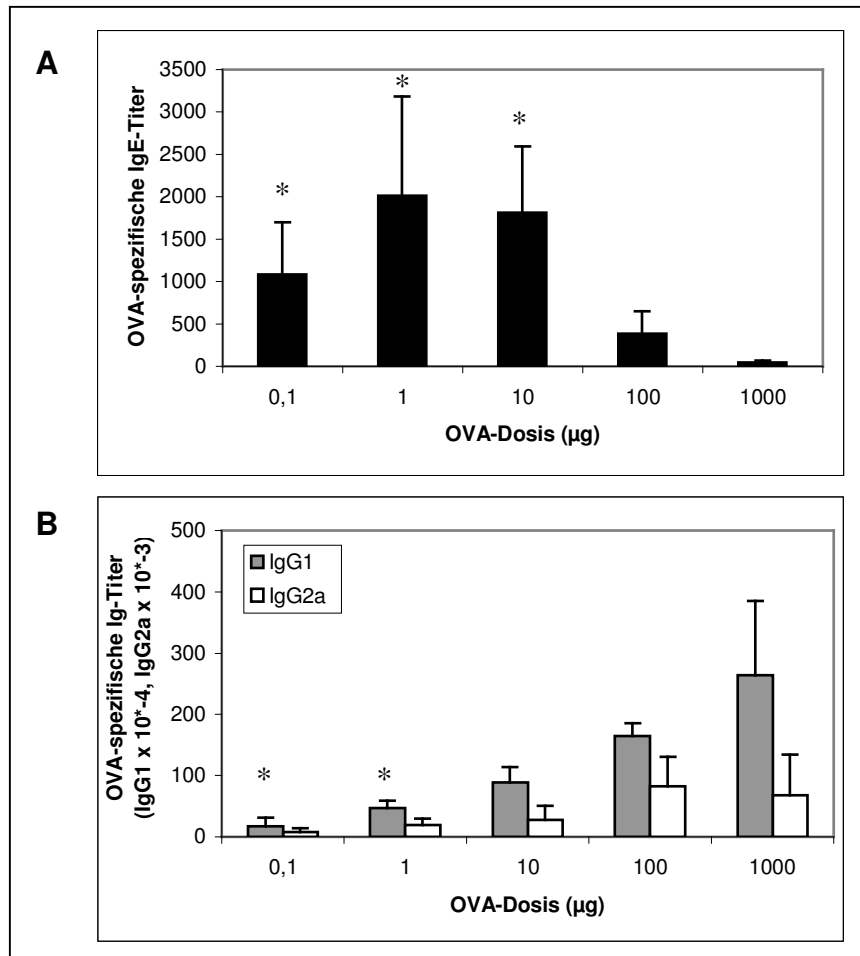 A
OVA-spezifische IgE-Titer
3500
3000
2500
2000
1500
1000
500
0
*
*
*
0,1 1 10 100 1000
OVA-Dosis (µg)
B
OVA-spezifische Ig-Titer
(IgG1 x 10*-4, IgG2a x 10*-3)
500
400
300
200
100
0
IgG1
IgG2a
* *
0,1 1 10 100 1000
OVA-Dosis (µg)